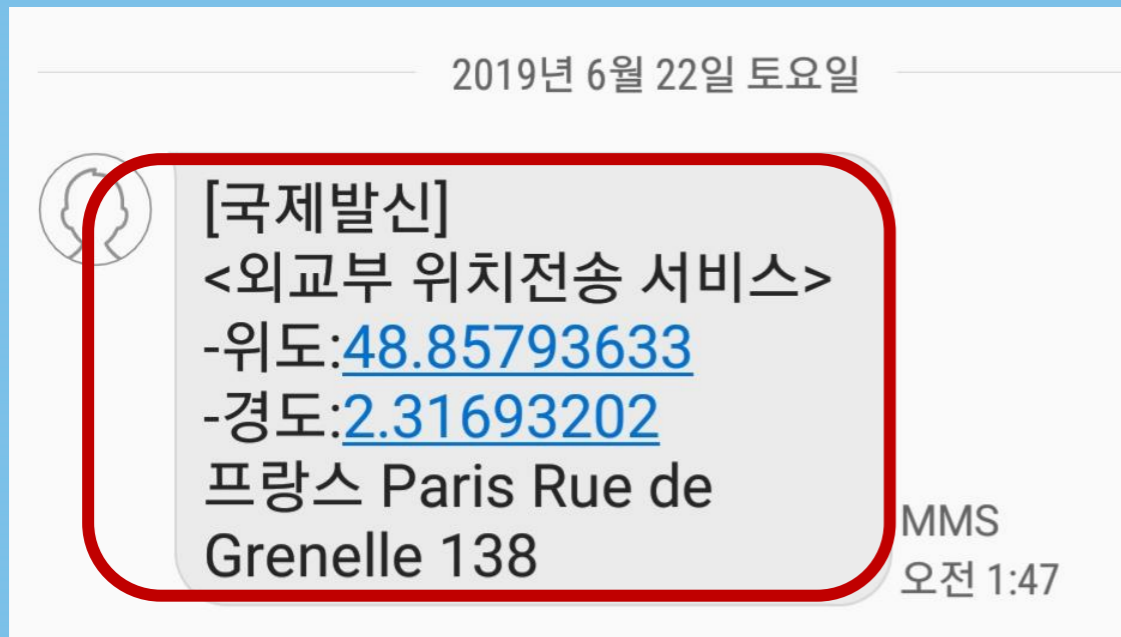 2019년 6월 22일 토요일
[국제발신]
<외교부 위치전송 서비스>
-위도:48.85793633
-경도:2.31693202
프랑스 Paris Rue de
Grenelle 138
MMS
오전 1:47